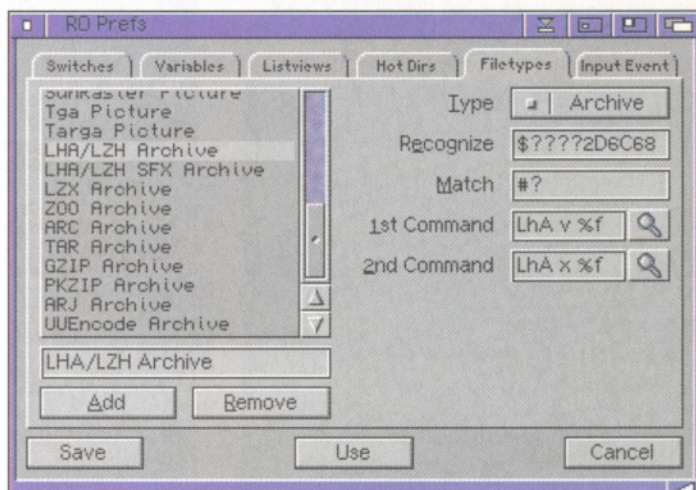 RO Prefs
Switches Variables Listviews Hot Dirs Filetypes Input Event
SunRaster Picture
Tga Picture
Targa Picture
LHA/LZH Archive
LHA/LZH SFX Archive
LZX Archive
ZOO Archive
ARC Archive
TAR Archive
GZIP Archive
PKZIP Archive
ARJ Archive
UUEncode Archive
LHA/LZH Archive
Add Remove
Type Archive
Recognize $????2D6C68
Match #?
1st Command LhA v %f
2nd Command LhA x %f
Save Use Cancel